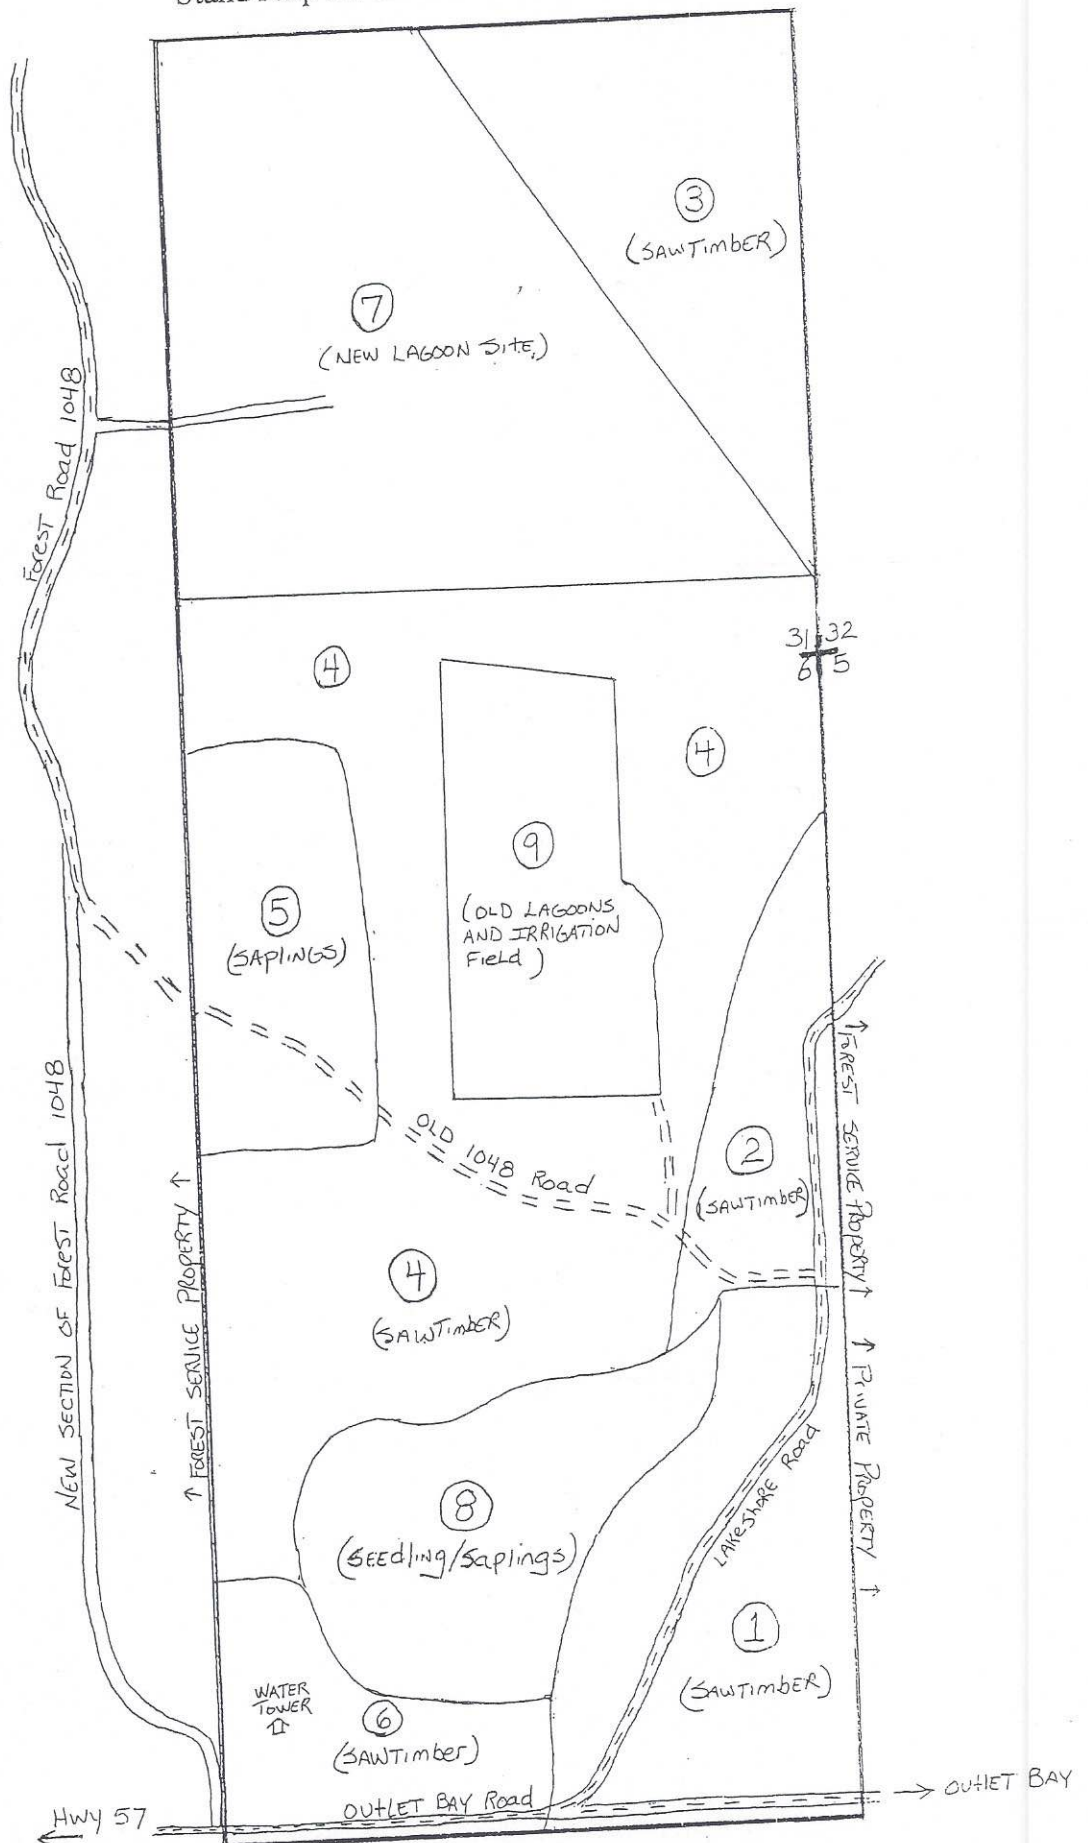 3
(SAWTimbER)
7
(NEW LAGOON SitE,)
Forest Road 1048
31 32
6 5
4
4
9
(OLD LAGOONS
AND IRRIGATION
Field)
5
(SAPlINGS)
↑FOREST SERVICE PROPERTY↑
OLD 1048 Road
2
(SAWTimbER)
NEW SECTION OF Forest Road 1048
↑FOREST SERVICE PROPERTY ↑
4
(SAWTimbER)
↑ PRIVATE PROPERTY ↑
LAKESHORE Road
8
(SEEdling/Saplings)
1
(SAWTimbER)
WATER
TOWER
6
(SAWTimber)
OUTLET BAY Road
OUTLET BAY
HWY 57